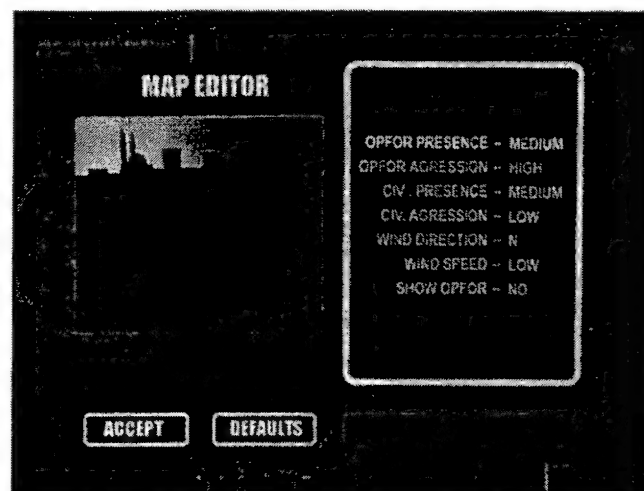 MAP EDITOR
OPFOR PRESENCE -- MEDIUM
OPFOR AGRESSION -- HIGH
CIV. PRESENCE -- MEDIUM
CIV. AGRESSION -- LOW
WIND DIRECTION -- N
WIND SPEED -- LOW
SHOW OPFOR -- NO
ACCEPT
DEFAULTS